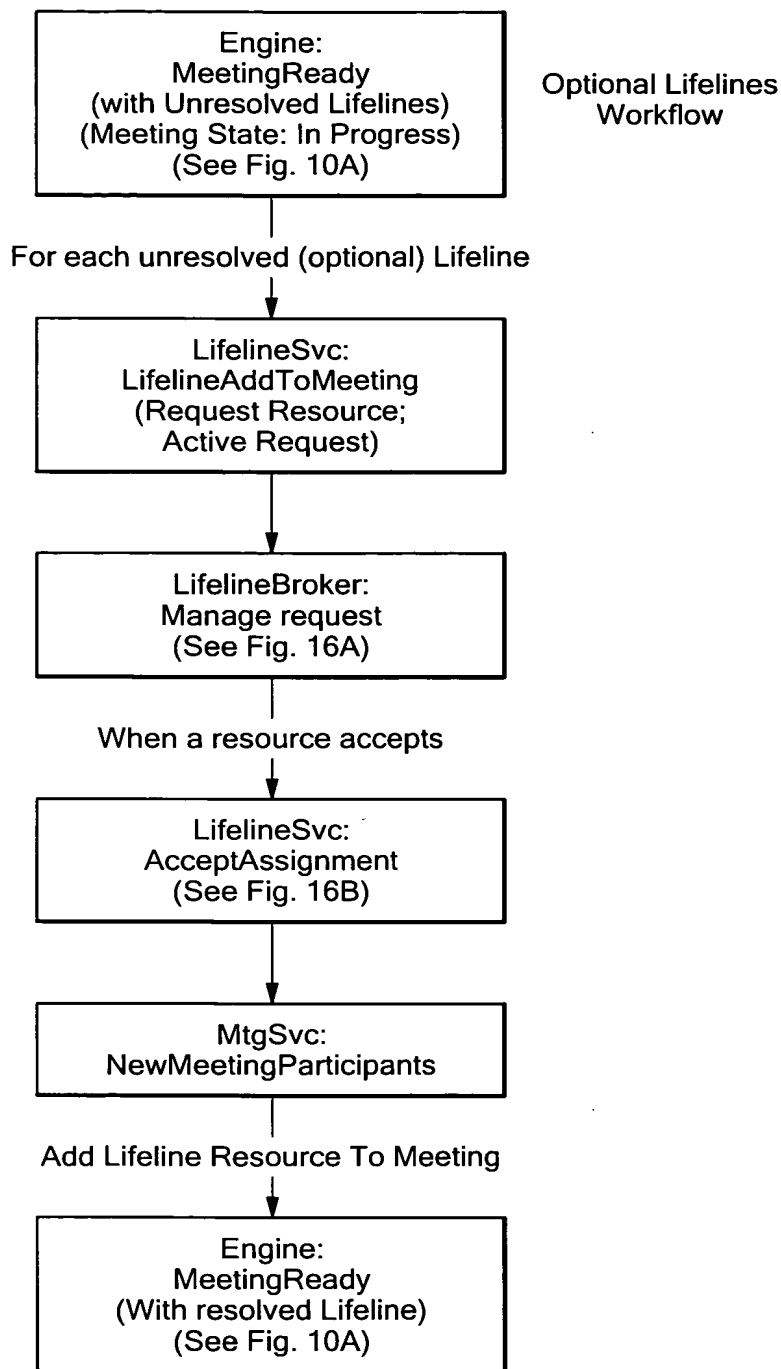 Engine:
MeetingReady
(with Unresolved Lifelines)
(Meeting State: In Progress)
(See Fig. 10A)
Optional Lifelines
Workflow
For each unresolved (optional) Lifeline
LifelineSvc:
LifelineAddToMeeting
(Request Resource;
Active Request)
LifelineBroker:
Manage request
(See Fig. 16A)
When a resource accepts
LifelineSvc:
AcceptAssignment
(See Fig. 16B)
MtgSvc:
NewMeetingParticipants
Add Lifeline Resource To Meeting
Engine:
MeetingReady
(With resolved Lifeline)
(See Fig. 10A)